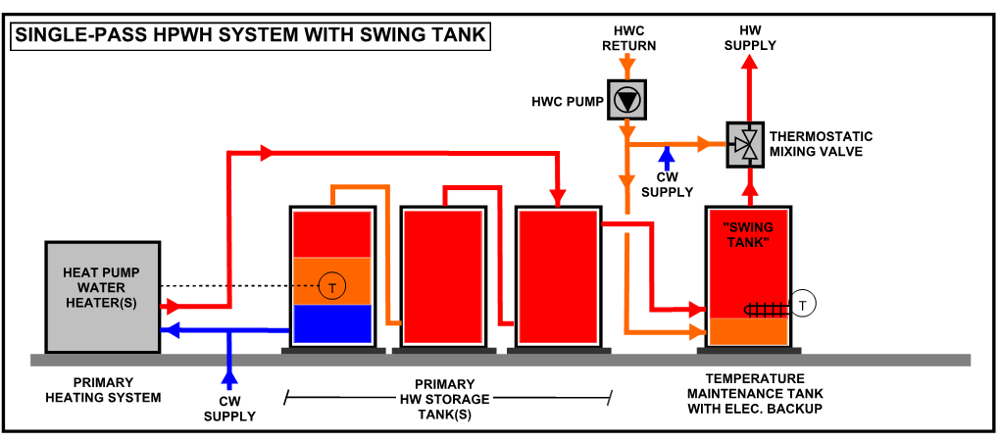 SINGLE-PASS HPWH SYSTEM WITH SWING TANK
HWC
RETURN
HW
SUPPLY
HWC PUMP
THERMOSTATIC
MIXING VALVE
CW
SUPPLY
"SWING
TANK"
HEAT PUMP
WATER
HEATER(S)
T
T
PRIMARY
HEATING SYSTEM
CW
SUPPLY
PRIMARY
HW STORAGE
TANK(S)
TEMPERATURE
MAINTENANCE TANK
WITH ELEC. BACKUP